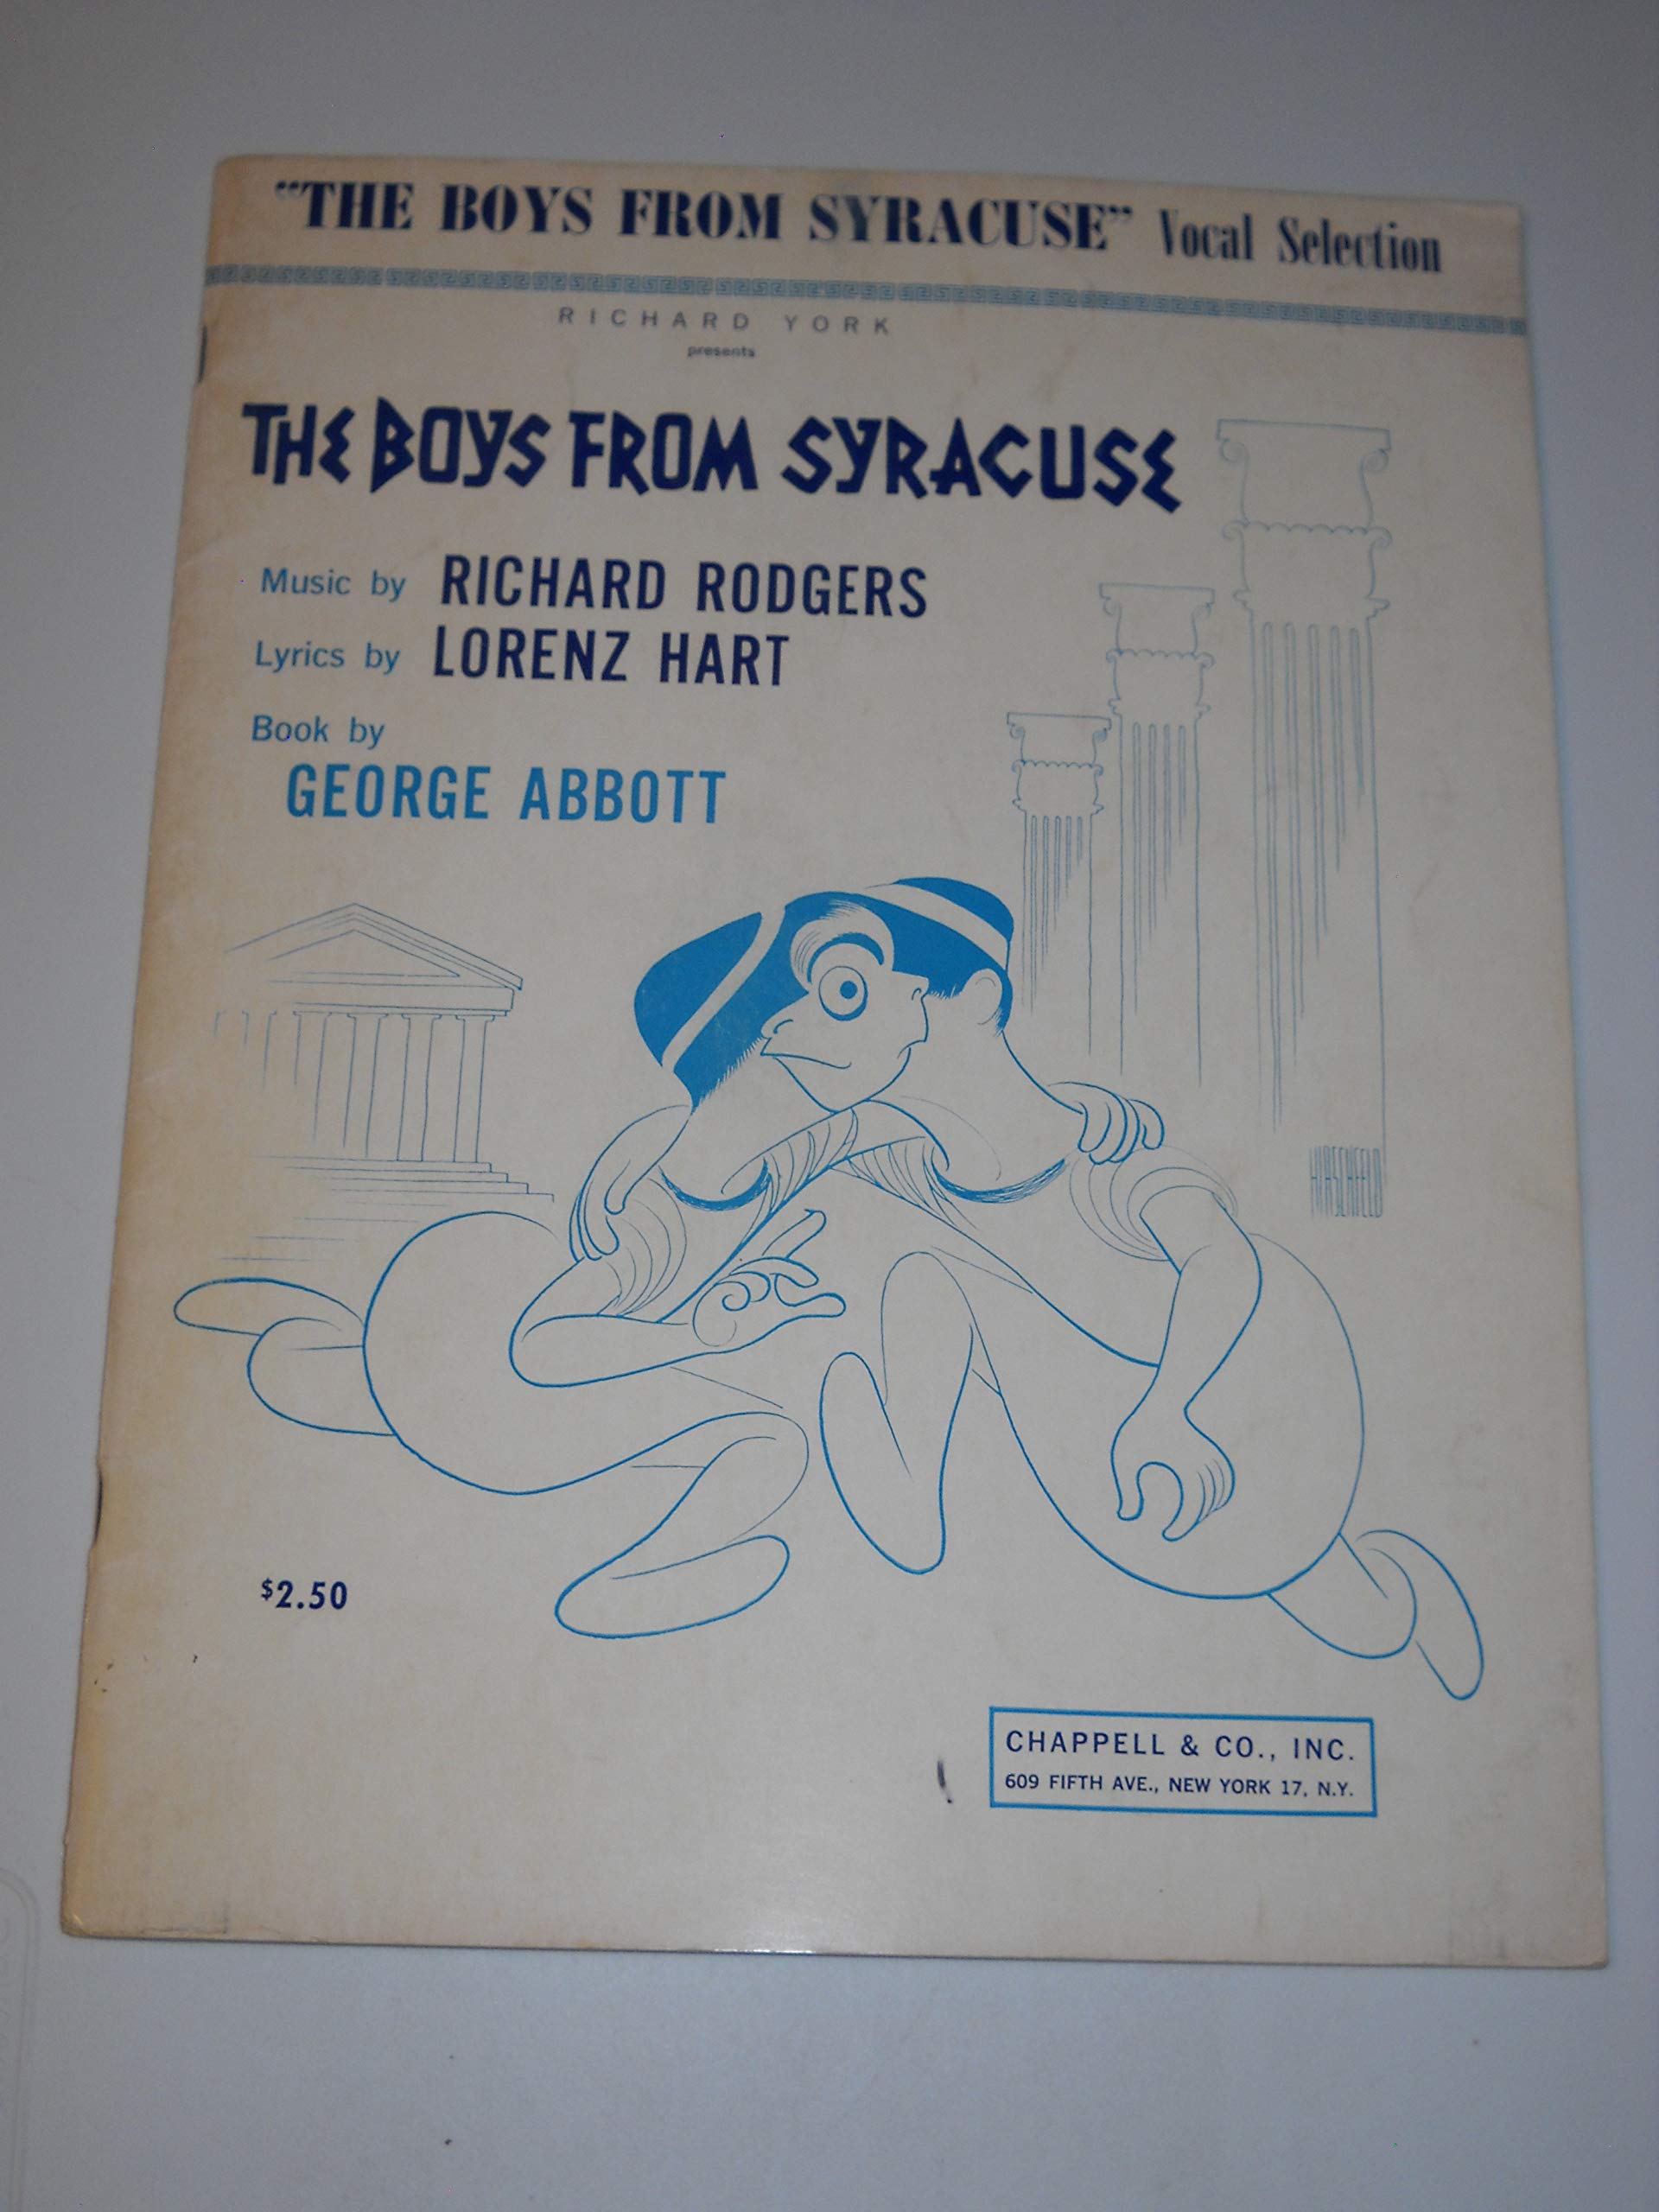 "THE BOYS FROM SYRACUSE" Vocal Selection
RICHARD YORK
presents
THE BOYS FROM SYRACUSE
Music by RICHARD RODGERS
Lyrics by LORENZ HART
Book by
GEORGE ABBOTT
HIRSCHFELD
$2.50
CHAPPELL & CO., INC.
609 FIFTH AVE., NEW YORK 17, N.Y.